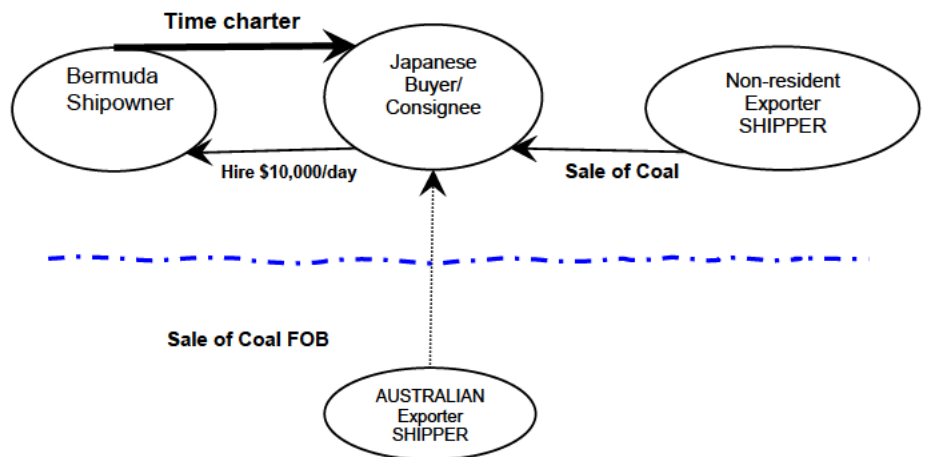 Time charter
Bermuda
Shipowner
Japanese
Buyer/
Consignee
Non-resident
Exporter
SHIPPER
Hire $10,000/day
Sale of Coal
Sale of Coal FOB
AUSTRALIAN
Exporter
SHIPPER